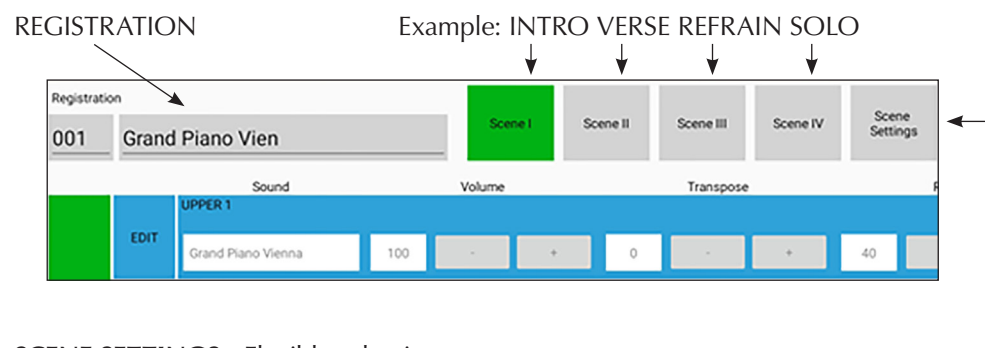 REGISTRATION Example: INTRO VERSE REFRAIN SOLO
Registration
001 Grand Piano Vien Scene I Scene II Scene III Scene IV Scene Settings
Sound Volume Transpose
UPPER 1
EDIT Grand Piano Vienna 100 - + 0 - + 40